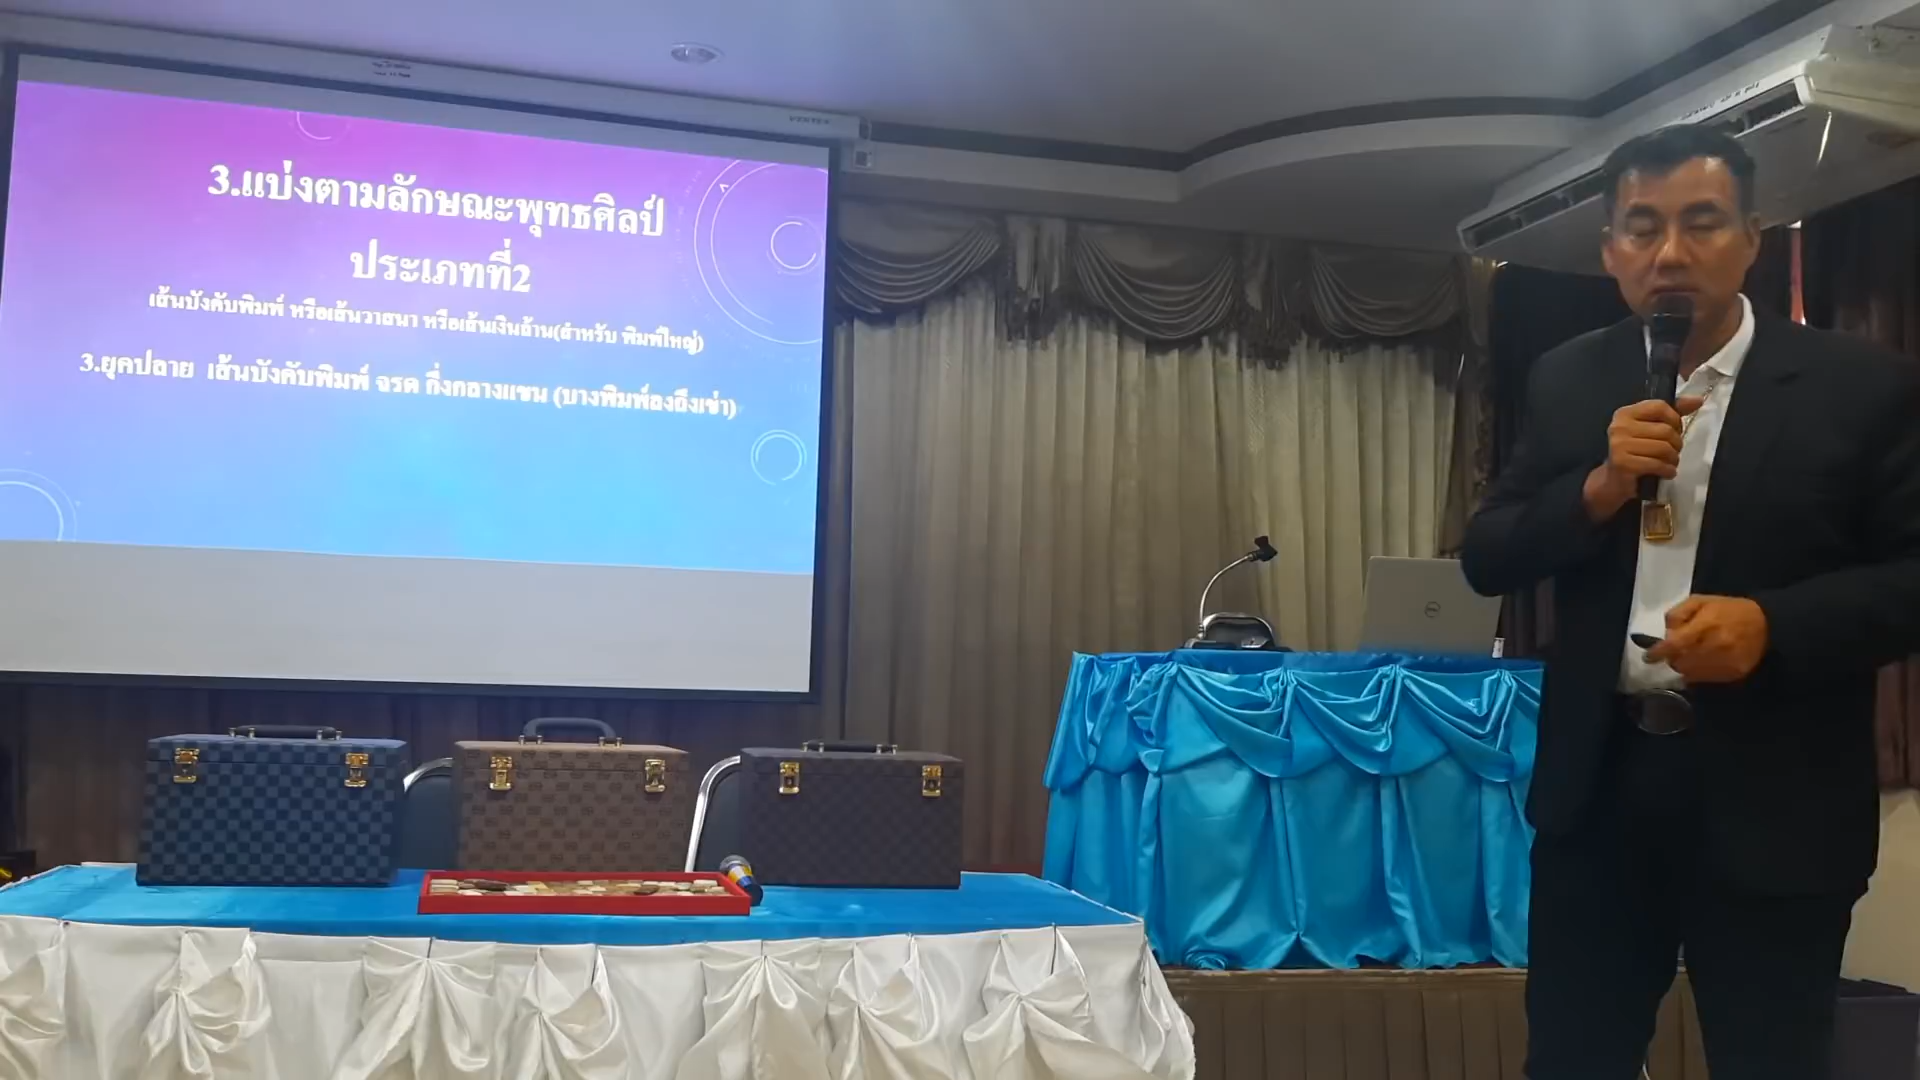 3.แบ่งตามลักษณะพุทธศิลป์
ประเภทที่2
เส้นบังคับพิมพ์ หรือเส้นวาสนา หรือเส้นเงินล้าน(สำหรับ พิมพ์ใหญ่)
3.ยุคปลาย เส้นบังคับพิมพ์ จรด กึ่งกลางแขน (บางพิมพ์ลงถึงเข่า)
VERTEX
DELL